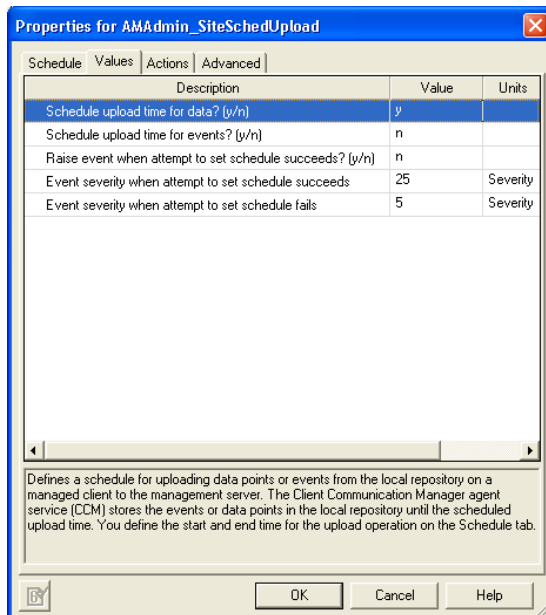 Properties for AMAdmin_SiteSchedUpload
Schedule Values Actions Advanced
Description Value Units
Schedule upload time for data? (y/n) y
Schedule upload time for events? (y/n) n
Raise event when attempt to set schedule succeeds? (y/n) n
Event severity when attempt to set schedule succeeds 25 Severity
Event severity when attempt to set schedule fails 5 Severity
Defines a schedule for uploading data points or events from the local repository on a
managed client to the management server. The Client Communication Manager agent
service (CCM) stores the events or data points in the local repository until the scheduled
upload time. You define the start and end time for the upload operation on the Schedule tab.
OK Cancel Help